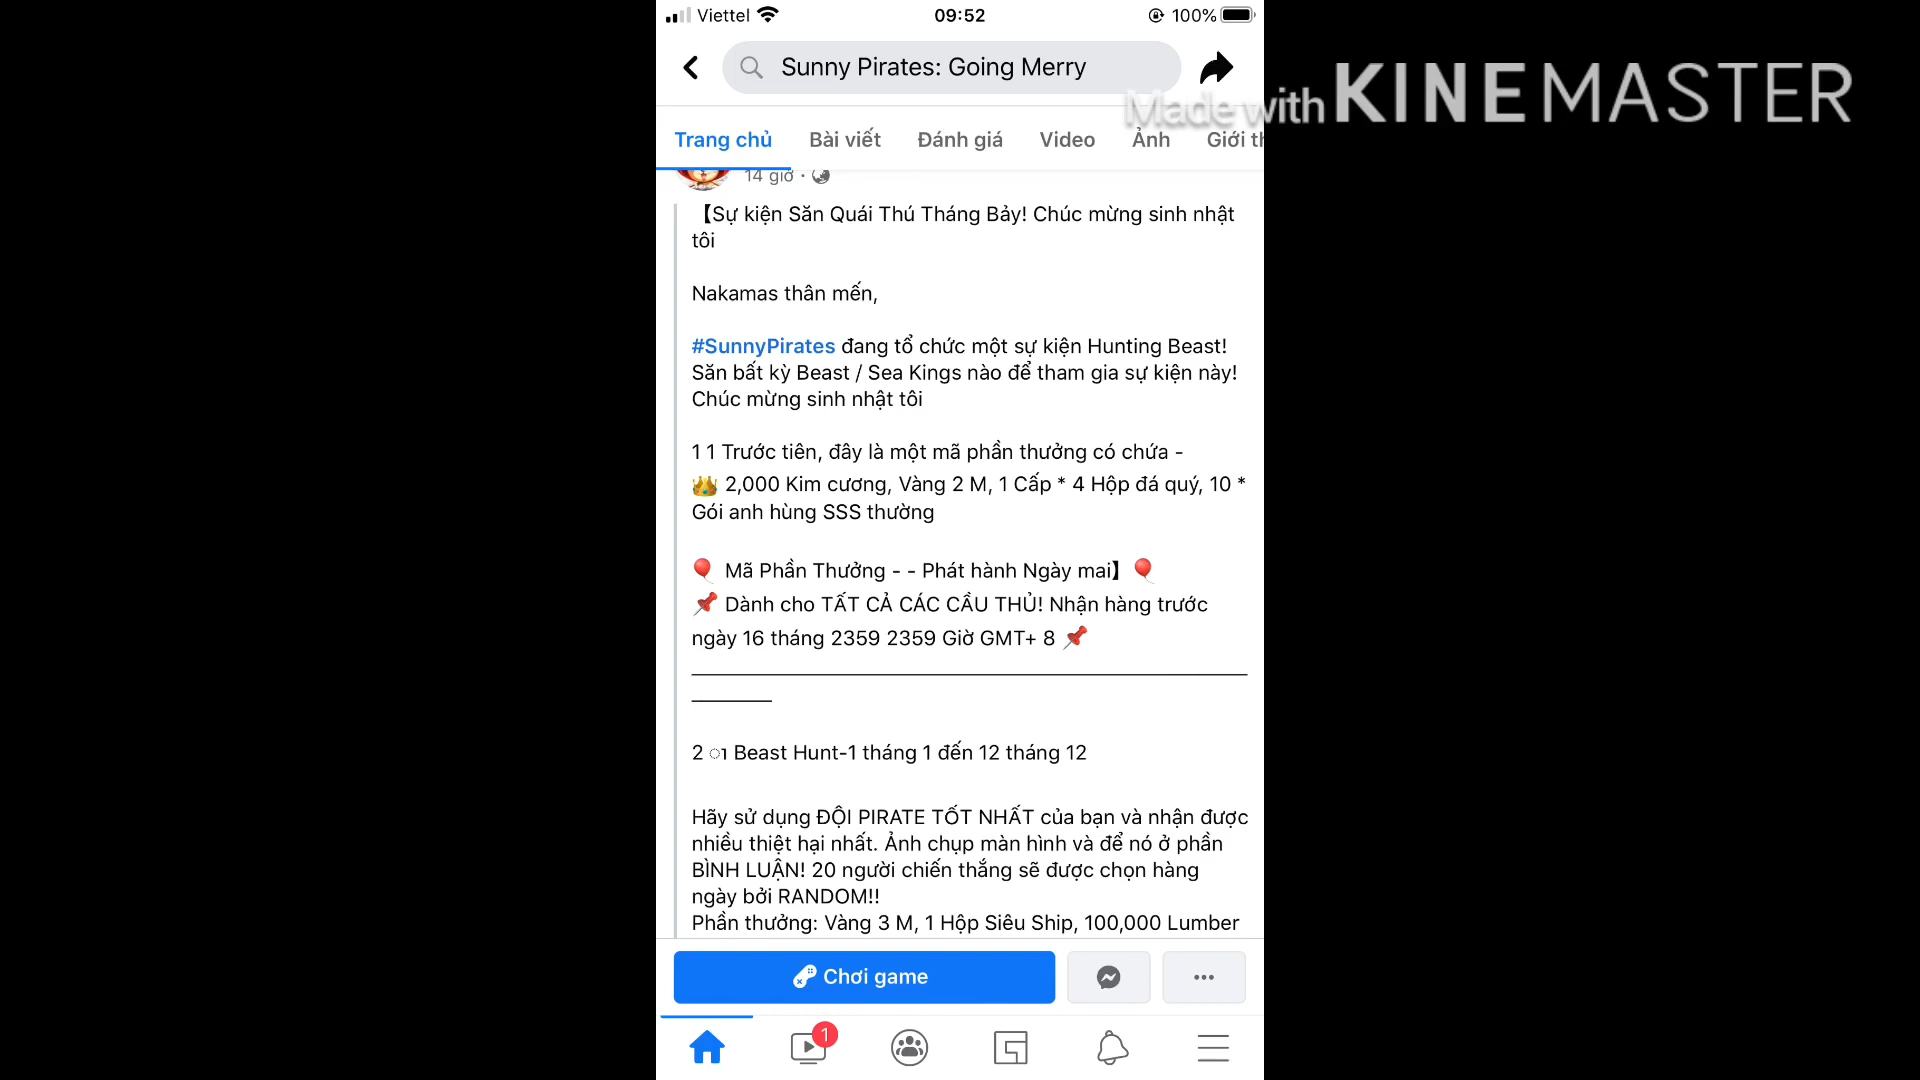 Viettel 09:52 100%
Sunny Pirates: Going Merry
Made with KINEMASTER
Trang chủ Bài viết Đánh giá Video Ảnh Giới th
14 giờ ·
【Sự kiện Săn Quái Thú Tháng Bảy! Chúc mừng sinh nhật
tôi
Nakamas thân mến,
#SunnyPirates đang tổ chức một sự kiện Hunting Beast!
Săn bất kỳ Beast / Sea Kings nào để tham gia sự kiện này!
Chúc mừng sinh nhật tôi
1 1 Trước tiên, đây là một mã phần thưởng có chứa -
👑 2,000 Kim cương, Vàng 2 M, 1 Cấp * 4 Hộp đá quý, 10 *
Gói anh hùng SSS thường
🎈 Mã Phần Thưởng - - Phát hành Ngày mai】🎈
📌 Dành cho TẤT CẢ CÁC CẦU THỦ! Nhận hàng trước
ngày 16 tháng 2359 2359 Giờ GMT+ 8 📌
2 า Beast Hunt-1 tháng 1 đến 12 tháng 12
Hãy sử dụng ĐỘI PIRATE TỐT NHẤT của bạn và nhận được
nhiều thiệt hại nhất. Ảnh chụp màn hình và để nó ở phần
BÌNH LUẬN! 20 người chiến thắng sẽ được chọn hàng
ngày bởi RANDOM!!
Phần thưởng: Vàng 3 M, 1 Hộp Siêu Ship, 100,000 Lumber
Chơi game
1